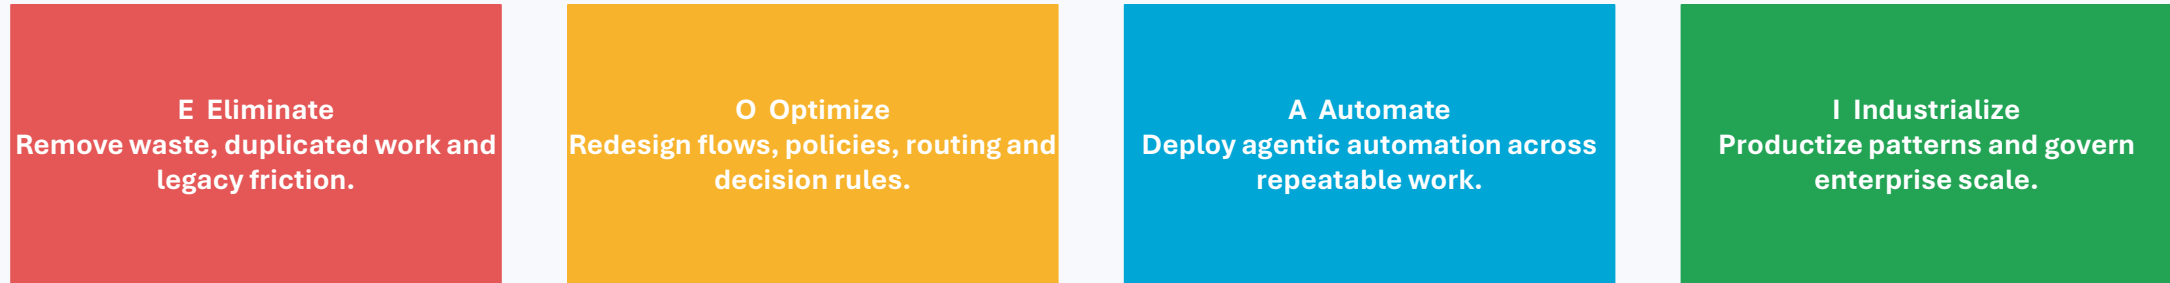 E Eliminate
Remove waste, duplicated work and
legacy friction.
O Optimize
Redesign flows, policies, routing and
decision rules.
A Automate
Deploy agentic automation across
repeatable work.
I Industrialize
Productize patterns and govern
enterprise scale.